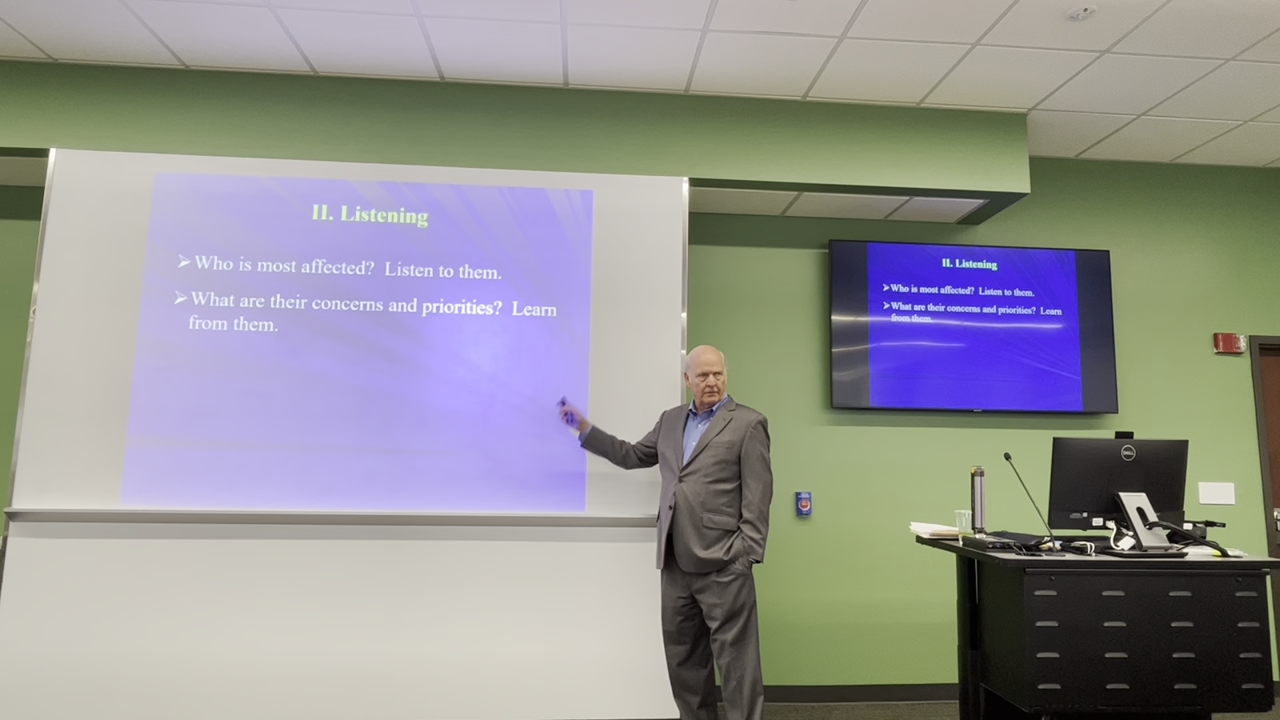 II. Listening
➢Who is most affected?  Listen to them.
➢What are their concerns and priorities?  Learn
from them.
II. Listening
➢Who is most affected?  Listen to them.
➢What are their concerns and priorities?  Learn
from them.
DELL